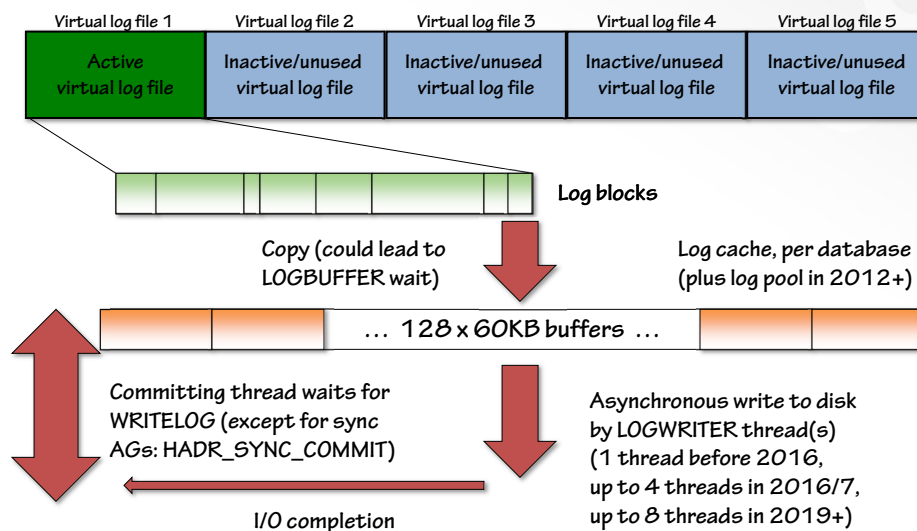 Virtual log file 1
Virtual log file 2
Virtual log file 3
Virtual log file 4
Virtual log file 5
Active
virtual log file
Inactive/unused
virtual log file
Inactive/unused
virtual log file
Inactive/unused
virtual log file
Inactive/unused
virtual log file
Log blocks
Copy (could lead to
LOGBUFFER wait)
Log cache, per database
(plus log pool in 2012+)
... 128 x 60KB buffers ...
Committing thread waits for
WRITELOG (except for sync
AGs: HADR_SYNC_COMMIT)
Asynchronous write to disk
by LOGWRITER thread(s)
(1 thread before 2016,
up to 4 threads in 2016/7,
up to 8 threads in 2019+)
I/O completion